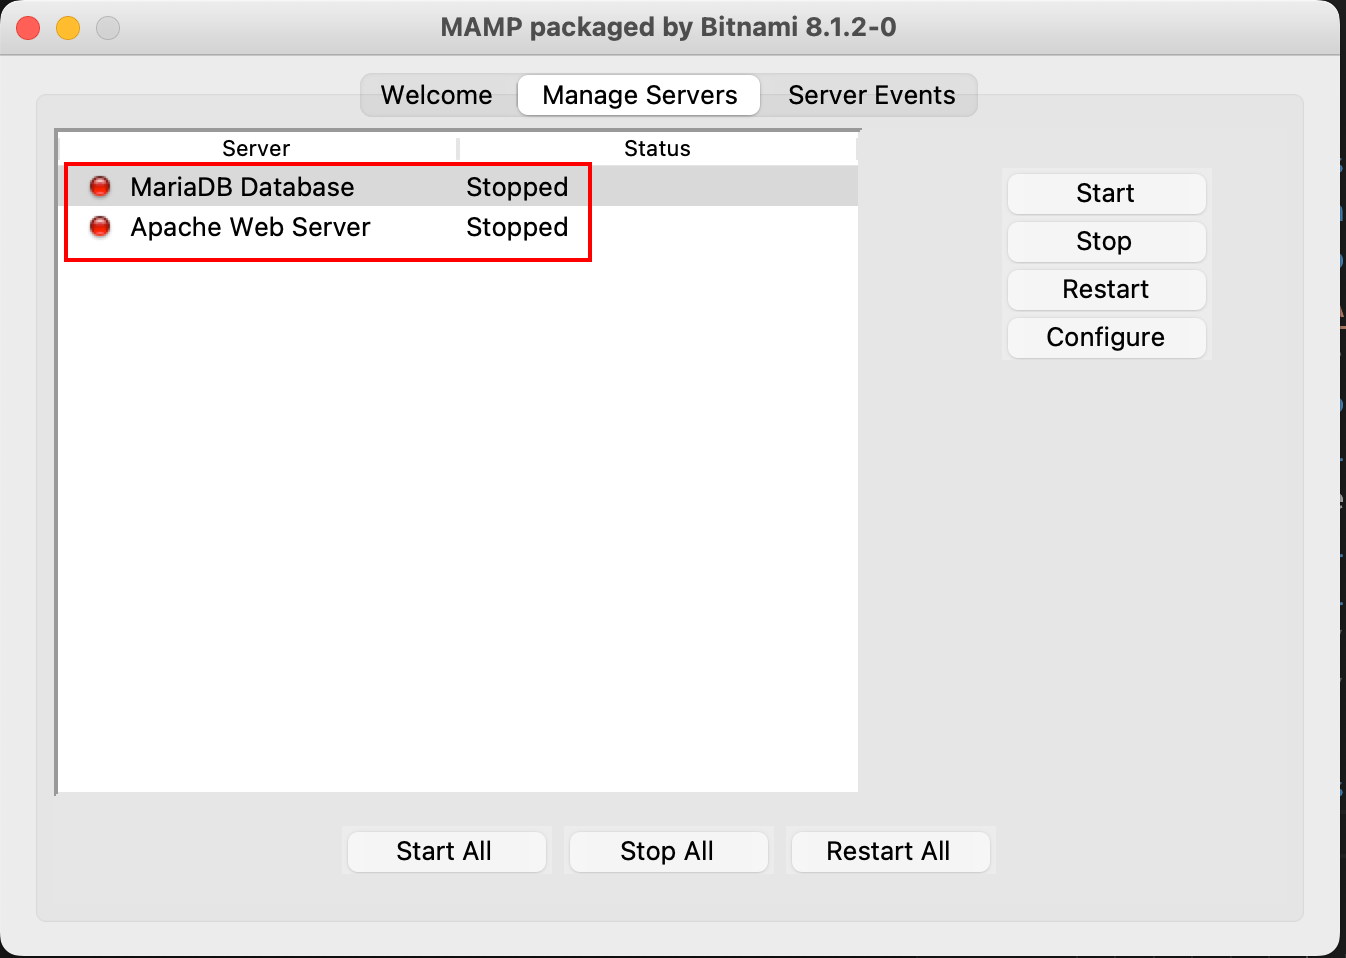 MAMP packaged by Bitnami 8.1.2-0
Welcome Manage Servers Server Events
Server Status
MariaDB Database Stopped
Apache Web Server Stopped
Start
Stop
Restart
Configure
Start All Stop All Restart All